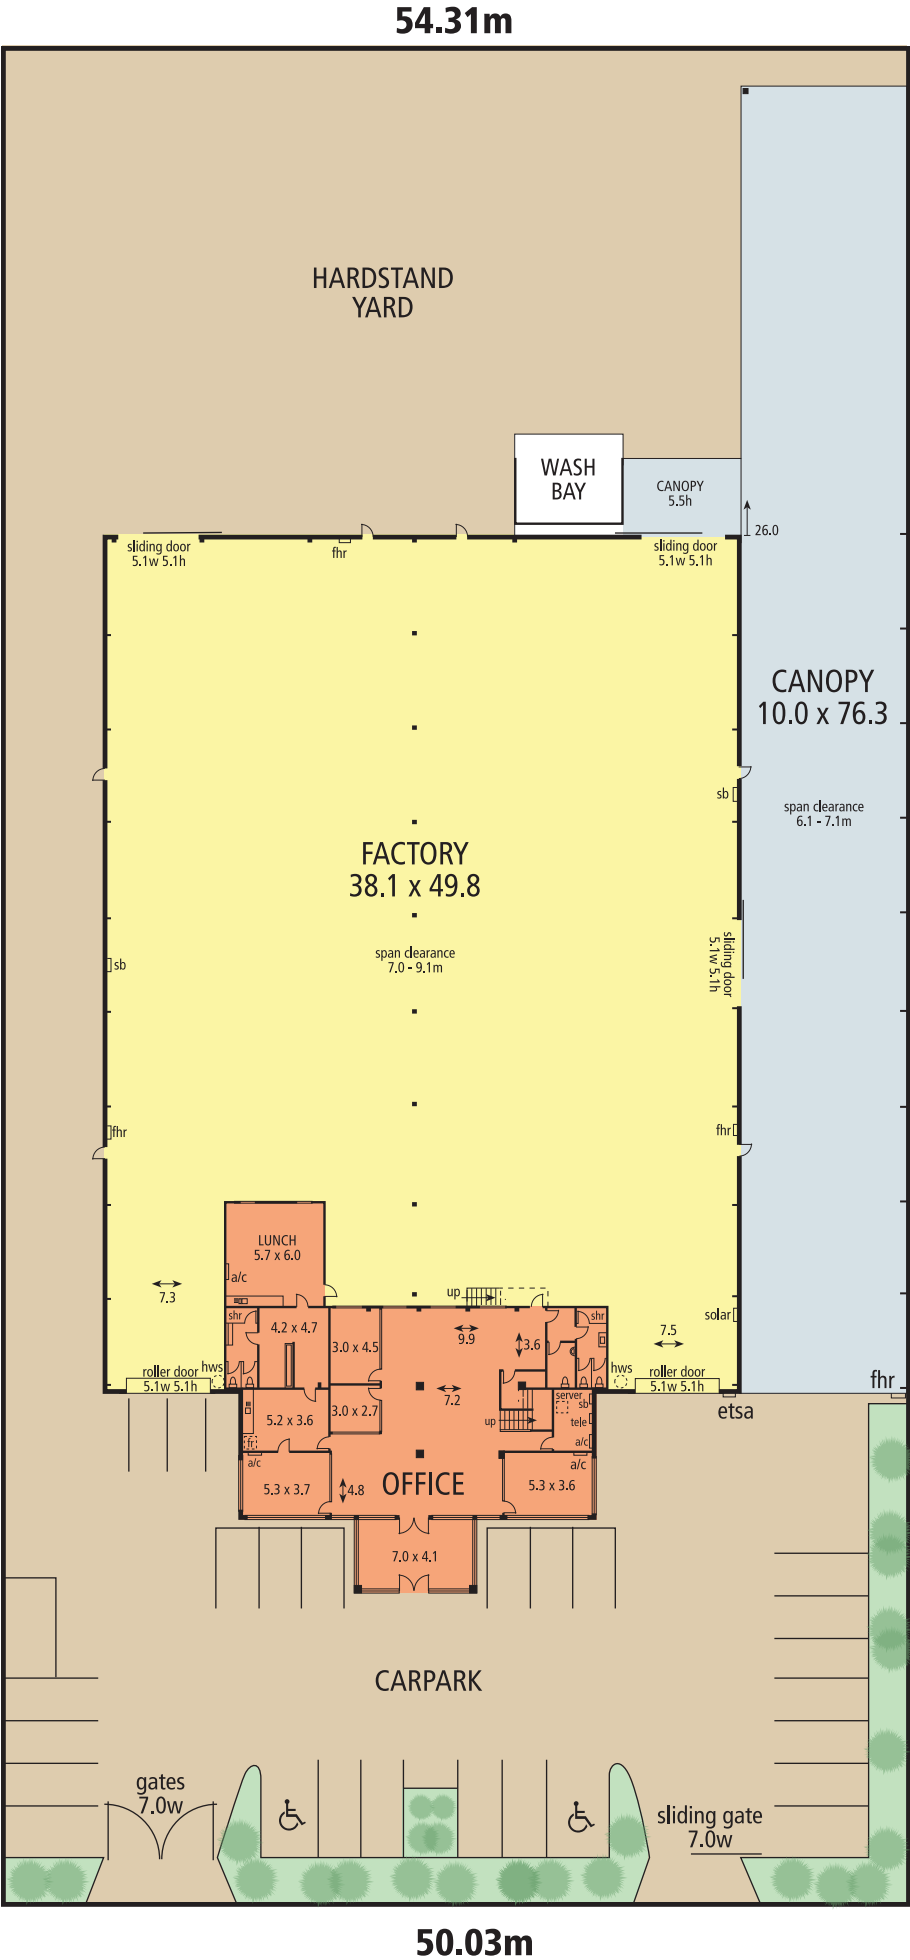 54.31m
HARDSTAND
YARD
WASH
BAY
CANOPY
5.5h
26.0
sliding door
5.1w 5.1h
fhr
sliding door
5.1w 5.1h
CANOPY
10.0 x 76.3
sb
span clearance
6.1 - 7.1m
FACTORY
38.1 x 49.8
span clearance
7.0 - 9.1m
sb
sliding door
5.1w 5.1h
fhr
fhr
LUNCH
5.7 x 6.0
a/c
7.3
up
solar
shr
4.2 x 4.7
3.0 x 4.5
9.9
3.6
shr
7.5
roller door
5.1w 5.1h
hws
hws
roller door
5.1w 5.1h
fhr
7.2
server
sb
etsa
5.2 x 3.6
3.0 x 2.7
up
tele
fr
a/c
a/c
a/c
5.3 x 3.7
4.8
OFFICE
5.3 x 3.6
7.0 x 4.1
CARPARK
gates
7.0w
sliding gate
7.0w
50.03m